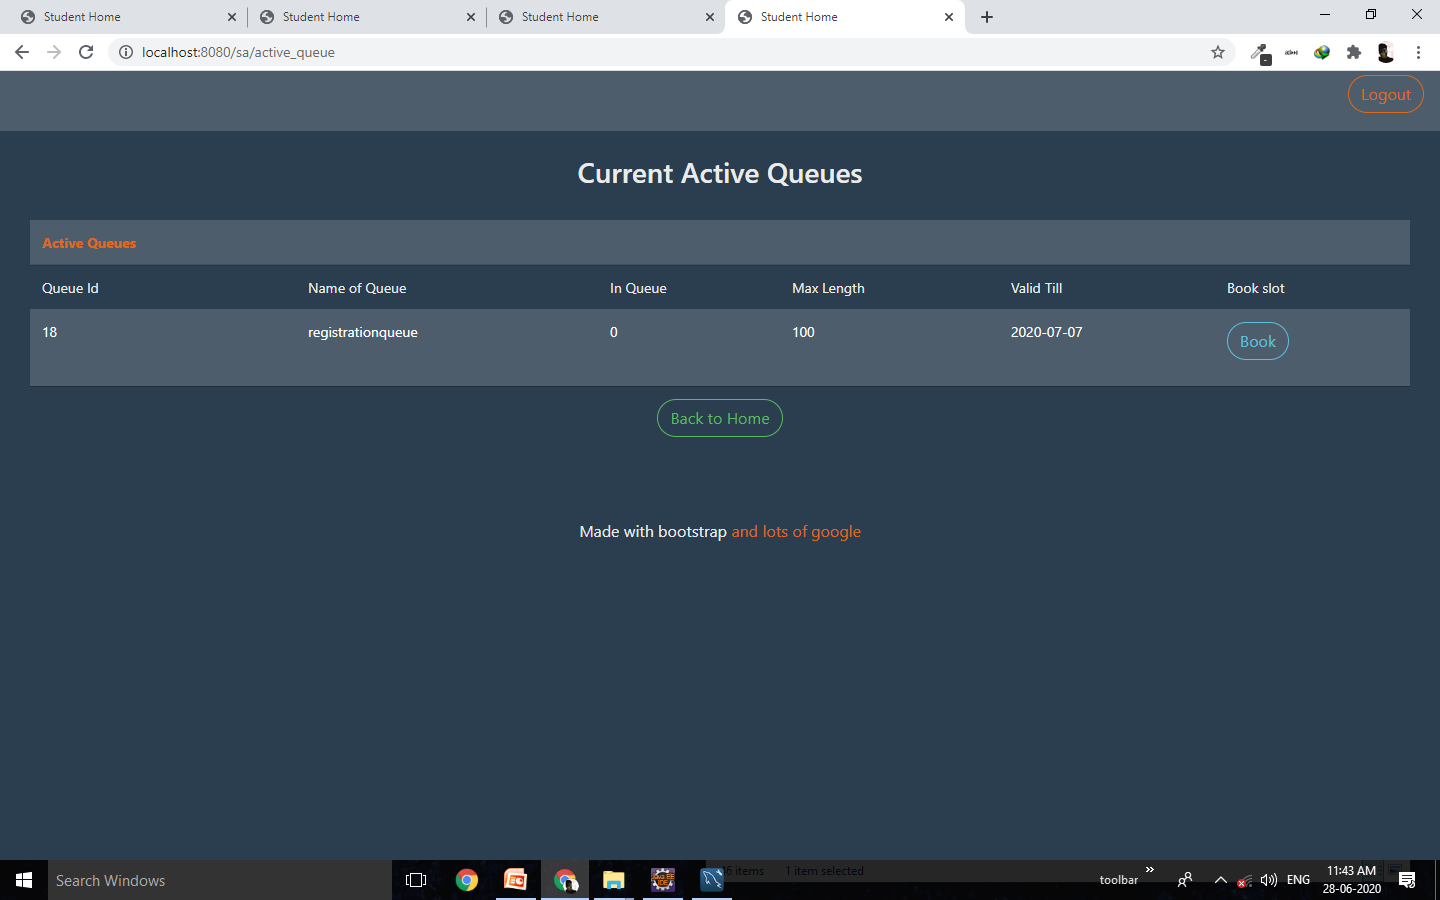 Student Home
Student Home
Student Home
Student Home
localhost:8080/sa/active_queue
Logout
Current Active Queues
Active Queues
Queue Id Name of Queue In Queue Max Length Valid Till Book slot
18 registrationqueue 0 100 2020-07-07 Book
Back to Home
Made with bootstrap and lots of google
Search Windows
items 1 item selected
toolbar
ENG
11:43 AM
28-06-2020